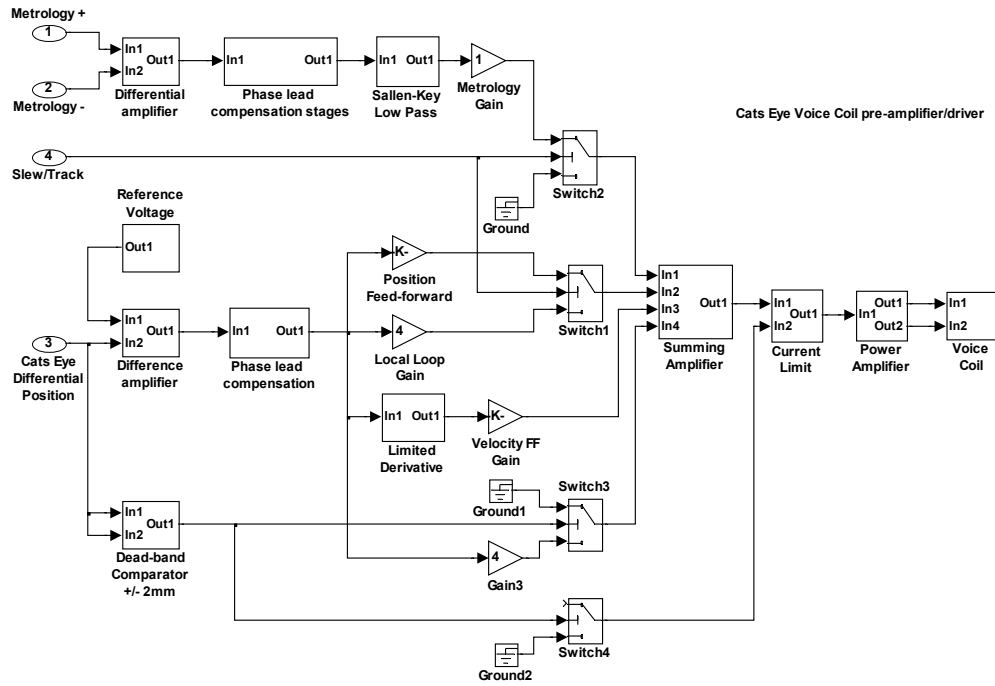 Metrology +
1
In1
In2
Out1
Differential
amplifier
2
Metrology -
In1
Out1
Phase lead
compensation stages
In1
Out1
Sallen-Key
Low Pass
1
Metrology
Gain
Cats Eye Voice Coil pre-amplifier/driver
4
Slew/Track
Switch2
Ground
Reference
Voltage
Out1
K-
Position
Feed-forward
Switch1
In1
In2
In3
In4
Out1
Summing
Amplifier
In1
In2
Out1
Current
Limit
In1
Out1
Out2
Power
Amplifier
In1
In2
Voice
Coil
3
Cats Eye
Differential
Position
In1
In2
Out1
Difference
amplifier
In1
Out1
Phase lead
compensation
4
Local Loop
Gain
In1
Out1
Limited
Derivative
K-
Velocity FF
Gain
Switch3
Ground1
In1
In2
Out1
Dead-band
Comparator
+/- 2mm
4
Gain3
Switch4
Ground2